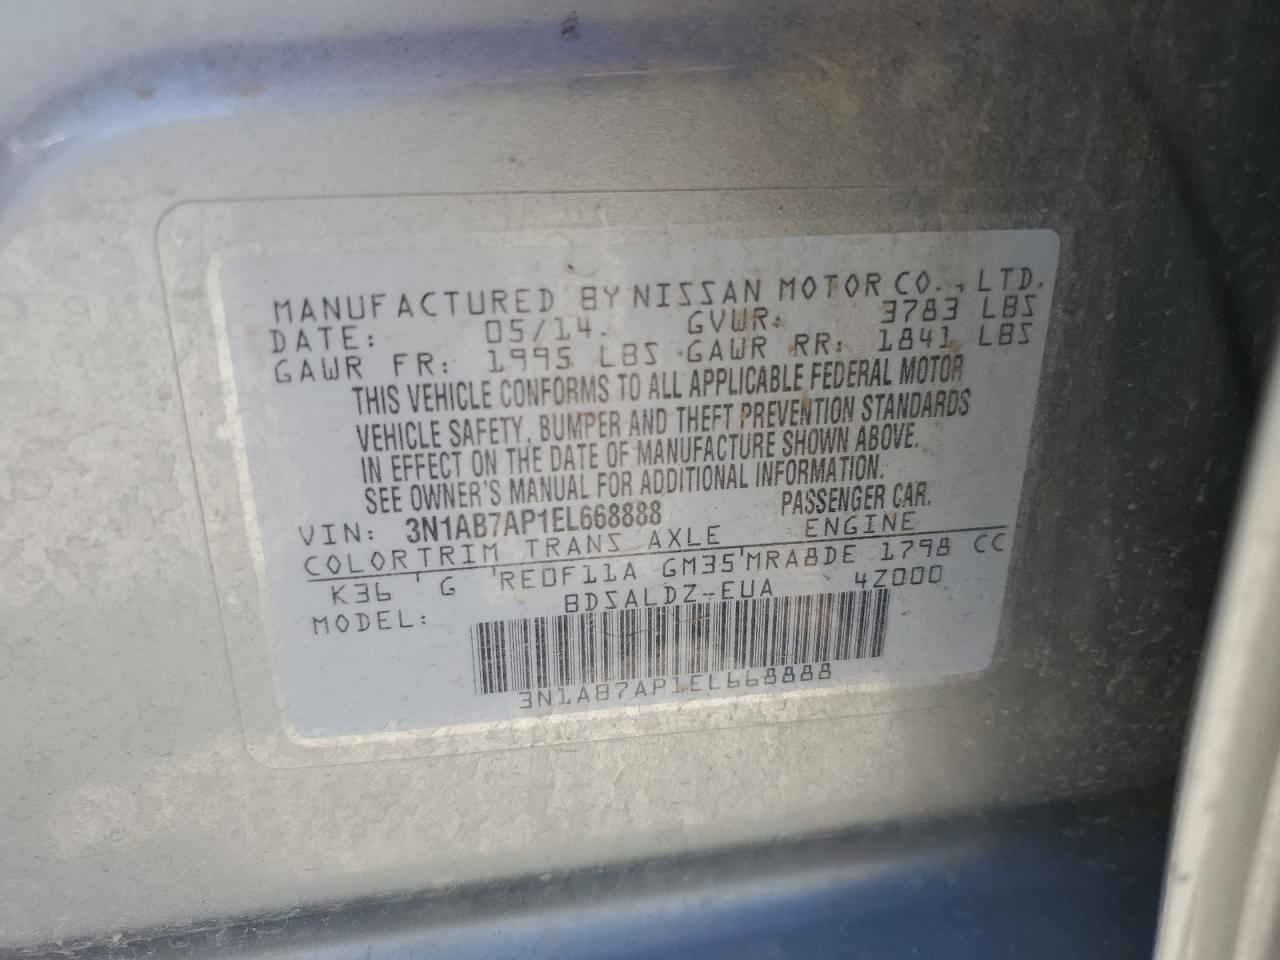 MANUFACTURED BY NISSAN MOTOR CO., LTD.
DATE: 05/14. GVWR: 3783 LBS
GAWR FR: 1995 LBS GAWR RR: 1841 LBS
THIS VEHICLE CONFORMS TO ALL APPLICABLE FEDERAL MOTOR
VEHICLE SAFETY, BUMPER AND THEFT PREVENTION STANDARDS
IN EFFECT ON THE DATE OF MANUFACTURE SHOWN ABOVE.
SEE OWNER'S MANUAL FOR ADDITIONAL INFORMATION.
VIN: 3N1AB7AP1EL668888 PASSENGER CAR.
COLOR TRIM TRANS AXLE ENGINE
K36 G RE0F11A GM35 MRA8DE 1798 CC
MODEL: BDSALDZ-EUA 4Z000
3N1AB7AP1EL668888